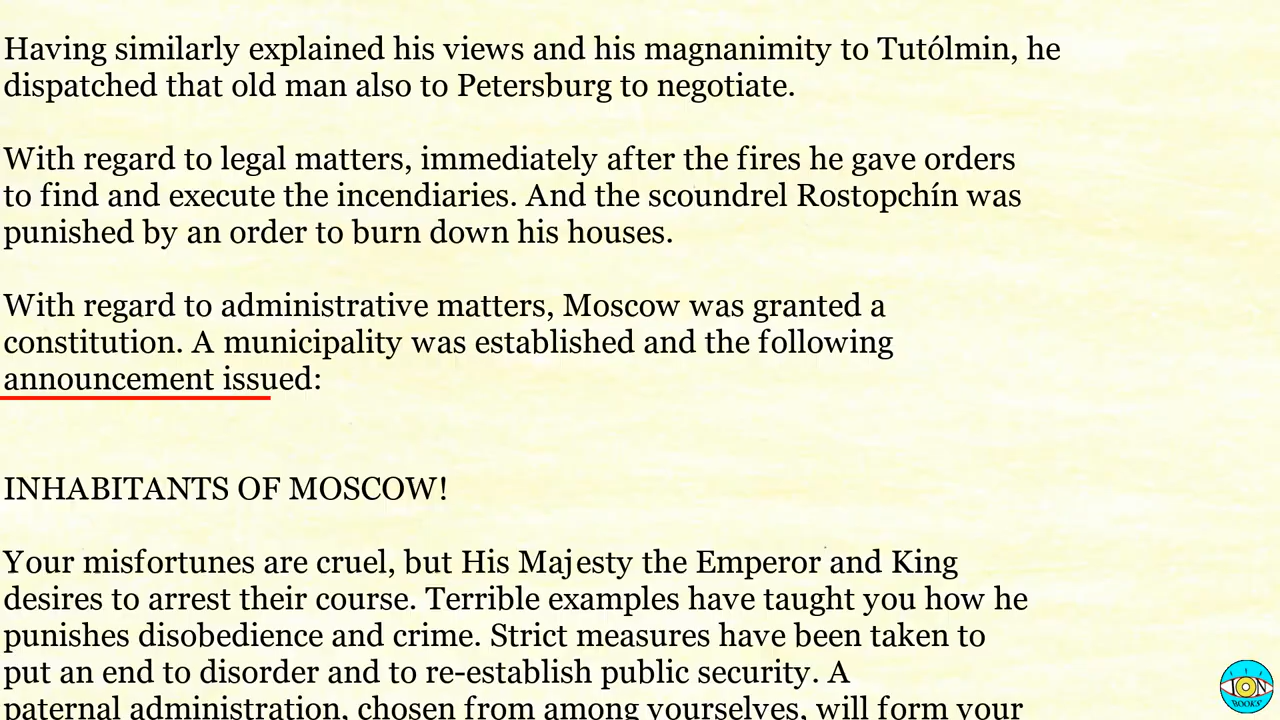 Having similarly explained his views and his magnanimity to Tutólmin, he
dispatched that old man also to Petersburg to negotiate.
With regard to legal matters, immediately after the fires he gave orders
to find and execute the incendiaries. And the scoundrel Rostopchín was
punished by an order to burn down his houses.
With regard to administrative matters, Moscow was granted a
constitution. A municipality was established and the following
announcement issued:
INHABITANTS OF MOSCOW!
Your misfortunes are cruel, but His Majesty the Emperor and King
desires to arrest their course. Terrible examples have taught you how he
punishes disobedience and crime. Strict measures have been taken to
put an end to disorder and to re-establish public security. A
paternal administration, chosen from among yourselves, will form your
ION
BOOKS